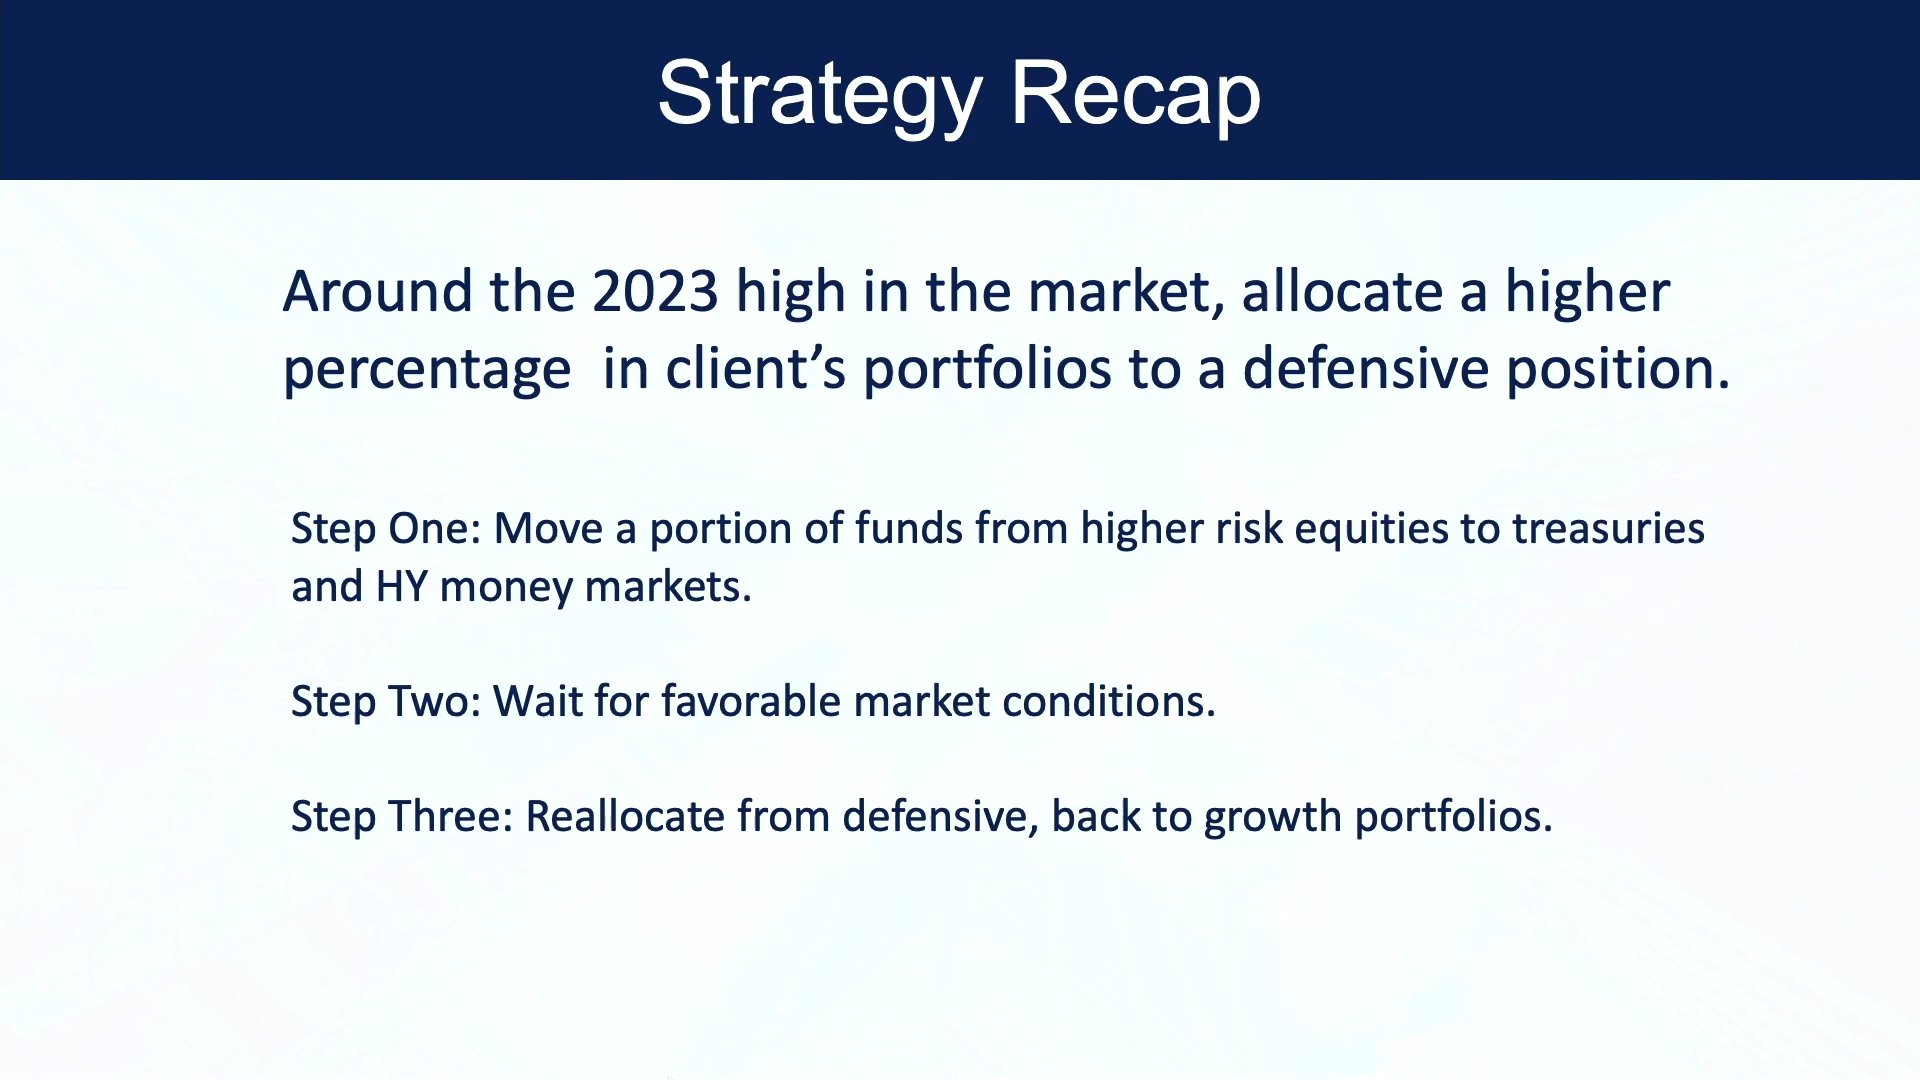 Strategy Recap
Around the 2023 high in the market, allocate a higher
percentage  in client’s portfolios to a defensive position.
Step One: Move a portion of funds from higher risk equities to treasuries
and HY money markets.
Step Two: Wait for favorable market conditions.
Step Three: Reallocate from defensive, back to growth portfolios.